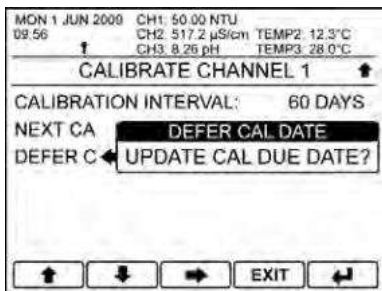 MON 1 JUN 2009 CH1: 50.00 NTU
09:56 CH2: 517.2 µS/cm TEMP2: 12.3°C
CH3: 8.26 pH TEMP3: 28.0°C
CALIBRATE CHANNEL 1
CALIBRATION INTERVAL: 60 DAYS
NEXT CA DEFER CAL DATE
DEFER C UPDATE CAL DUE DATE?
EXIT